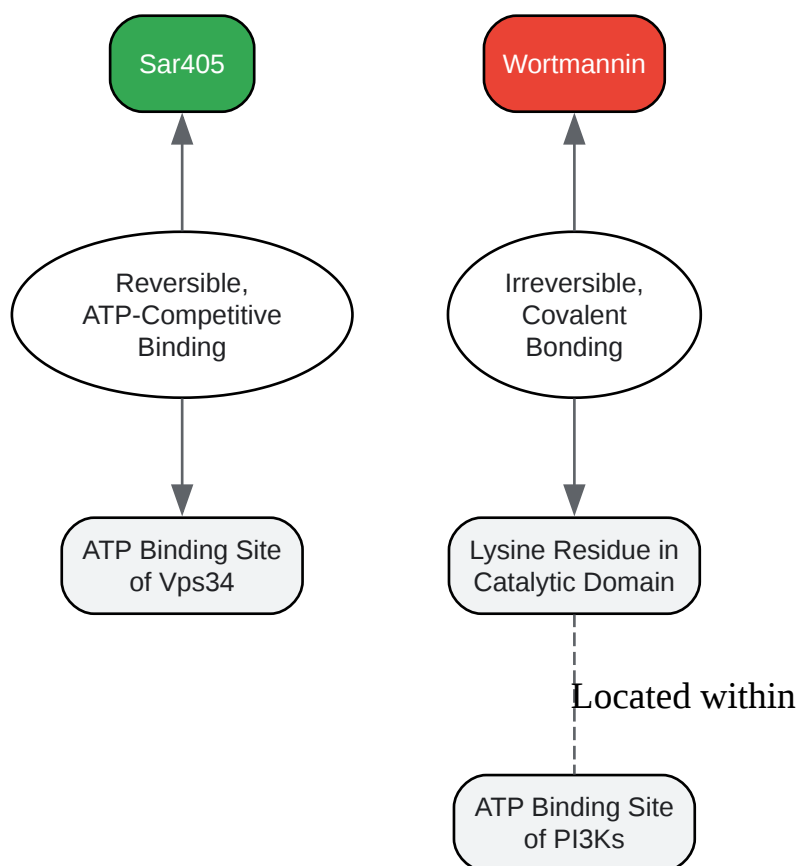 Sar405
Wortmannin
Reversible,
ATP-Competitive
Binding
Irreversible,
Covalent
Bonding
ATP Binding Site
of Vps34
Lysine Residue in
Catalytic Domain
Located within
ATP Binding Site
of PI3Ks